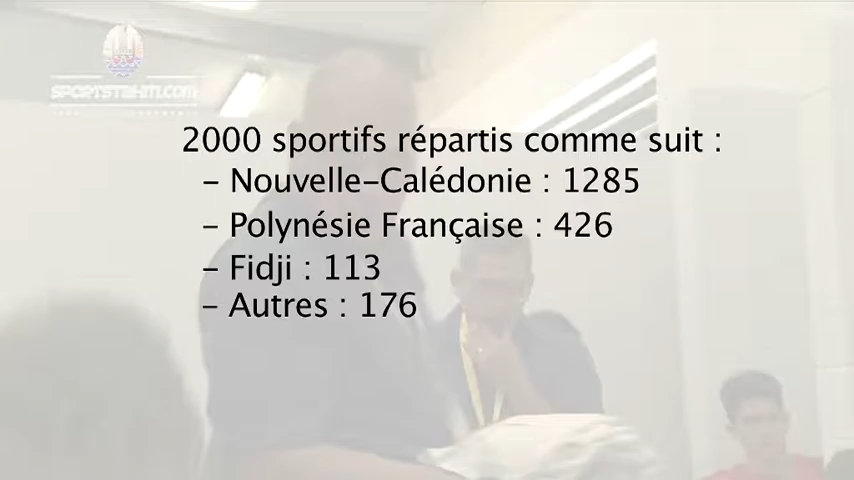 SPORTSTAHITI.COM
2000 sportifs répartis comme suit :
- Nouvelle-Calédonie : 1285
- Polynésie Française : 426
- Fidji : 113
- Autres : 176